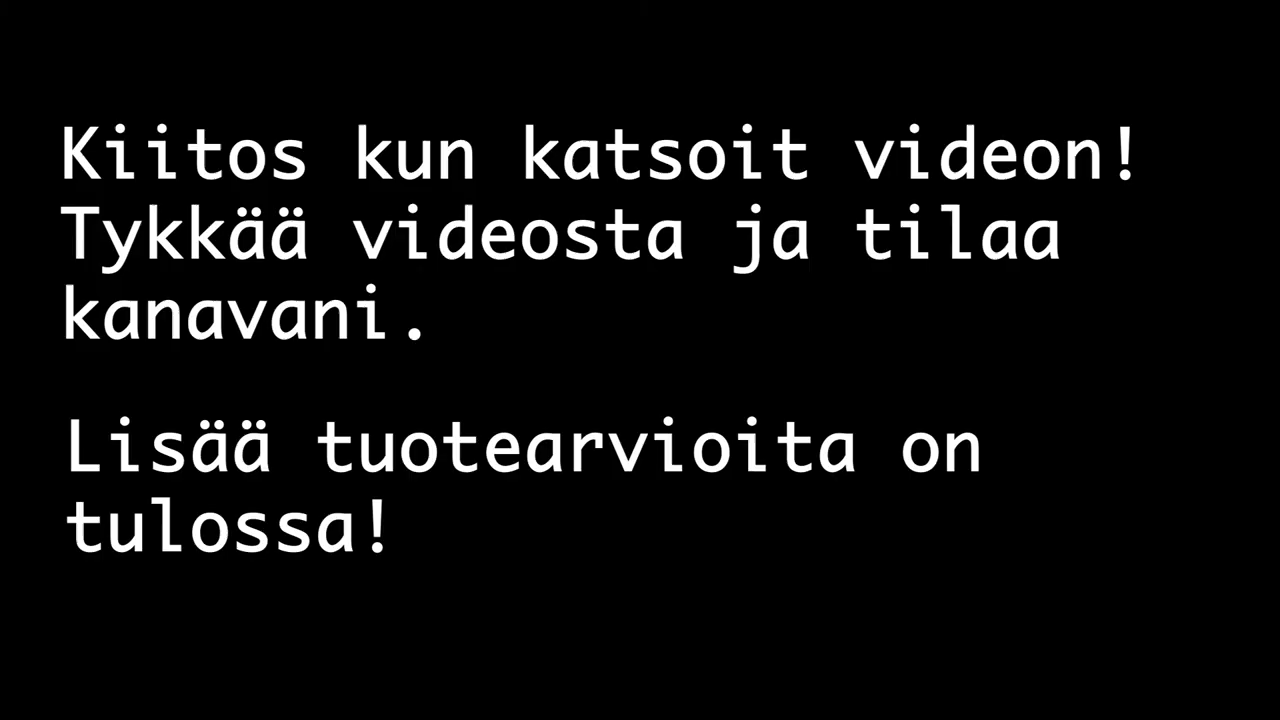 Kiitos kun katsoit videon!
Tykkää videosta ja tilaa
kanavani.
Lisää tuotearvioita on
tulossa!